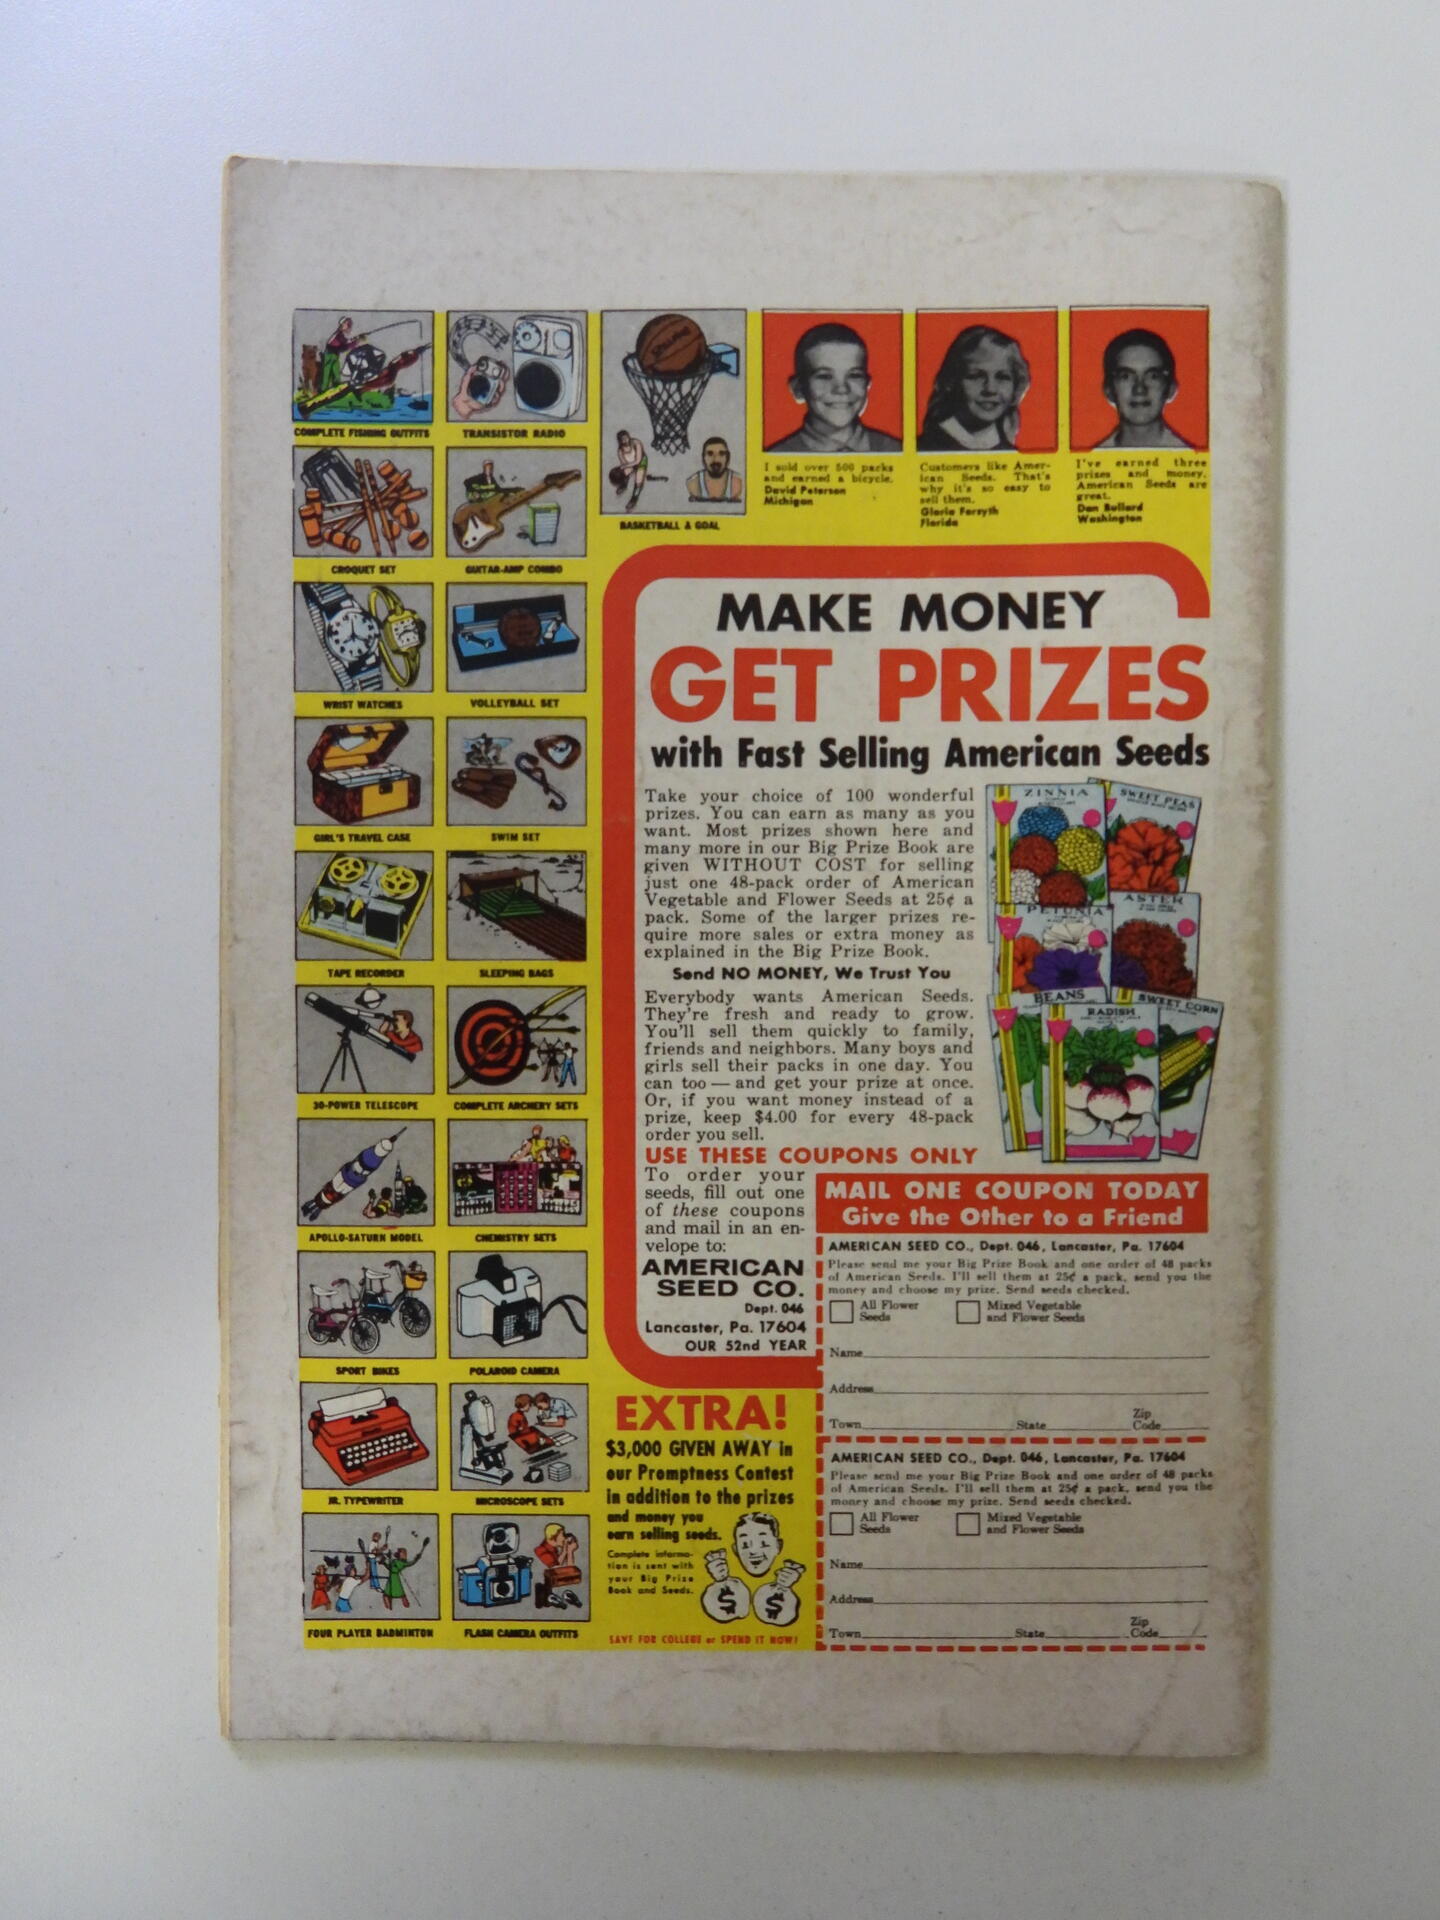 COMPLETE FISHING OUTFITS
TRANSISTOR RADIO
CROQUET SET
GUITAR-AMP COMBO
WRIST WATCHES
VOLLEYBALL SET
GIRL'S TRAVEL CASE
SWIM SET
TAPE RECORDER
SLEEPING BAGS
30-POWER TELESCOPE
COMPLETE ARCHERY SETS
APOLLO-SATURN MODEL
CHEMISTRY SETS
SPORT BIKES
POLAROID CAMERA
JR. TYPEWRITER
MICROSCOPE SETS
FOUR PLAYER BADMINTON
FLASH CAMERA OUTFITS
BASKETBALL & GOAL
I sold over 500 packs
and earned a bicycle.
David Peterson
Michigan
Customers like Amer-
ican Seeds. That's
why it's so easy to
sell them.
Gloria Forsyth
Florida
I've earned three
prizes and money.
American Seeds are
great.
Dan Bullard
Washington
MAKE MONEY
GET PRIZES
with Fast Selling American Seeds
Take your choice of 100 wonderful
prizes. You can earn as many as you
want. Most prizes shown here and
many more in our Big Prize Book are
given WITHOUT COST for selling
just one 48-pack order of American
Vegetable and Flower Seeds at 25¢ a
pack. Some of the larger prizes re-
quire more sales or extra money as
explained in the Big Prize Book.
Send NO MONEY, We Trust You
Everybody wants American Seeds.
They're fresh and ready to grow.
You'll sell them quickly to family,
friends and neighbors. Many boys and
girls sell their packs in one day. You
can too — and get your prize at once.
Or, if you want money instead of a
prize, keep $4.00 for every 48-pack
order you sell.
ZINNIA
SWEET PEAS
PETUNIA
ASTER
BEANS
RADISH
SWEET CORN
USE THESE COUPONS ONLY
To order your
seeds, fill out one
of these coupons
and mail in an en-
velope to:
AMERICAN
SEED CO.
Dept. 046
Lancaster, Pa. 17604
OUR 52nd YEAR
MAIL ONE COUPON TODAY
Give the Other to a Friend
AMERICAN SEED CO., Dept. 046, Lancaster, Pa. 17604
Please send me your Big Prize Book and one order of 48 packs
of American Seeds. I'll sell them at 25¢ a pack, send you the
money and choose my prize. Send seeds checked.
All Flower Seeds
Mixed Vegetable and Flower Seeds
Name
Address
Town State Zip Code
AMERICAN SEED CO., Dept. 046, Lancaster, Pa. 17604
Please send me your Big Prize Book and one order of 48 packs
of American Seeds. I'll sell them at 25¢ a pack, send you the
money and choose my prize. Send seeds checked.
All Flower Seeds
Mixed Vegetable and Flower Seeds
Name
Address
Town State Zip Code
EXTRA!
$3,000 GIVEN AWAY in
our Promptness Contest
in addition to the prizes
and money you
earn selling seeds.
Complete informa-
tion is sent with
your Big Prize
Book and Seeds.
$ $
SAVE FOR COLLEGE or SPEND IT NOW!